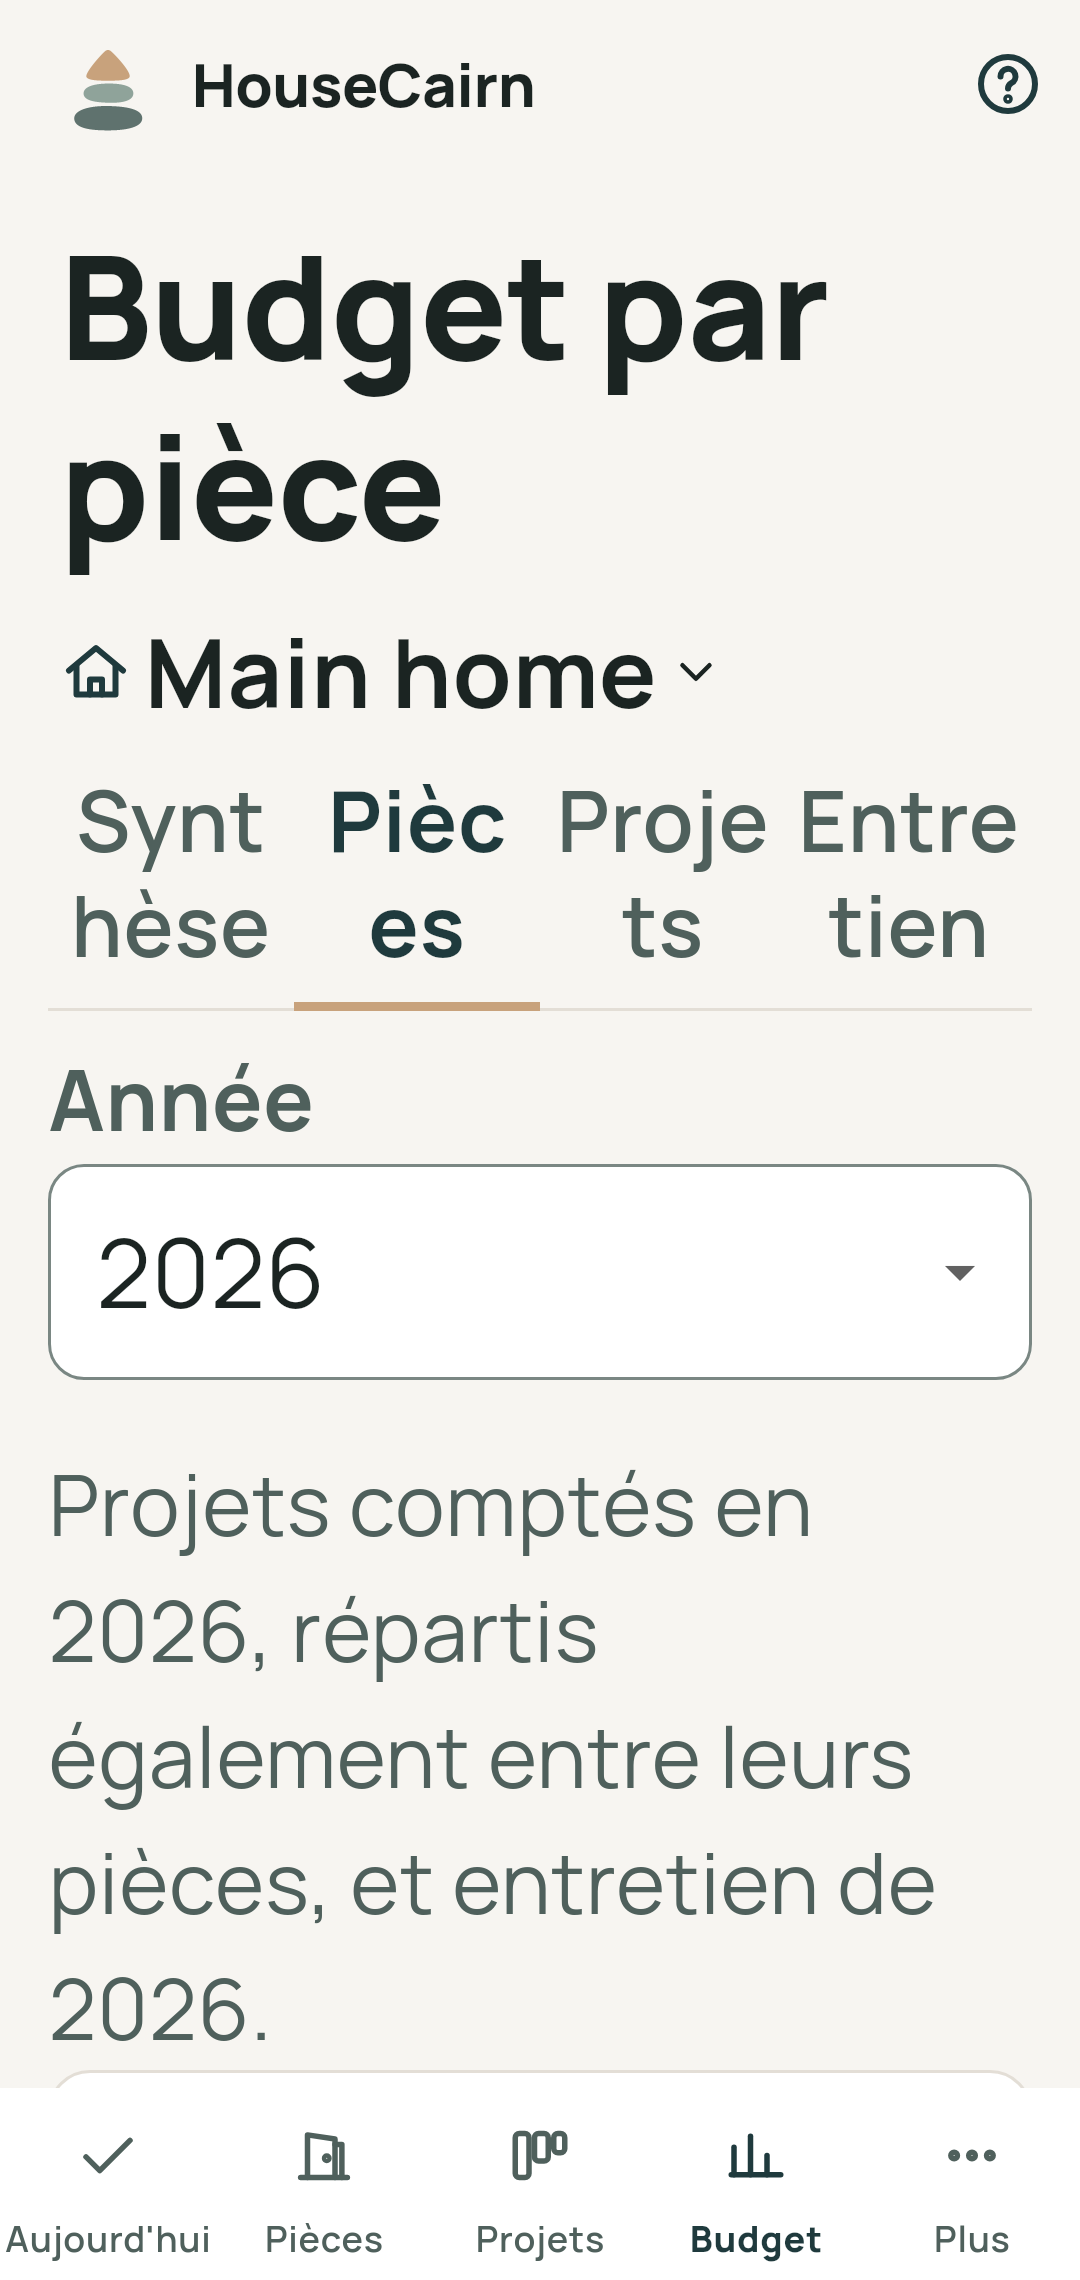 HouseCairn
Budget par
pièce
Main home
Synt
hèse
Pièc
es
Proje
ts
Entre
tien
Année
2026
Projets comptés en
2026, répartis
également entre leurs
pièces, et entretien de
2026.
Aujourd'hui
Pièces
Projets
Budget
Plus